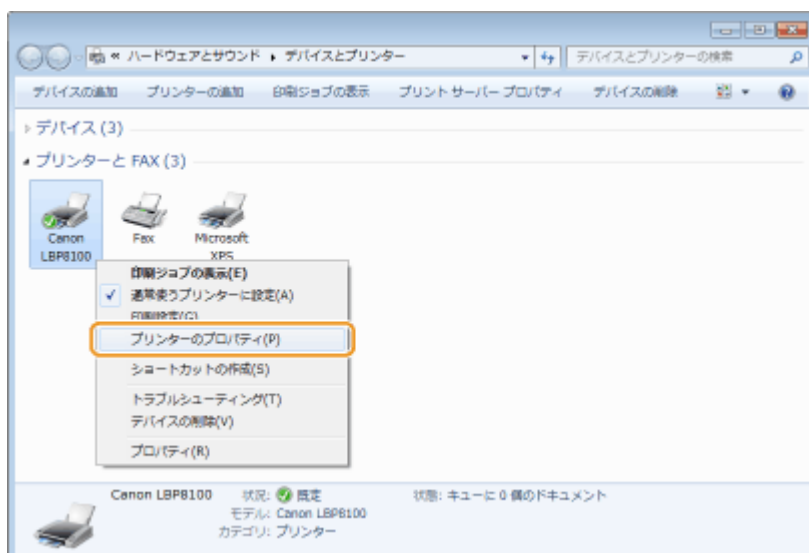 « ハードウェアとサウンド ▸ デバイスとプリンター
デバイスとプリンターの検索
デバイスの追加 プリンターの追加 印刷ジョブの表示 プリント サーバー プロパティ デバイスの削除
デバイス (3)
プリンターと FAX (3)
Canon LBP8100
Fax
Microsoft XPS
印刷ジョブの表示(E)
通常使うプリンターに設定(A)
印刷設定(G)
プリンターのプロパティ(P)
ショートカットの作成(S)
トラブルシューティング(T)
デバイスの削除(V)
プロパティ(R)
Canon LBP8100 状況: 既定 状態: キューに 0 個のドキュメント
モデル: Canon LBP8100
カテゴリ: プリンター